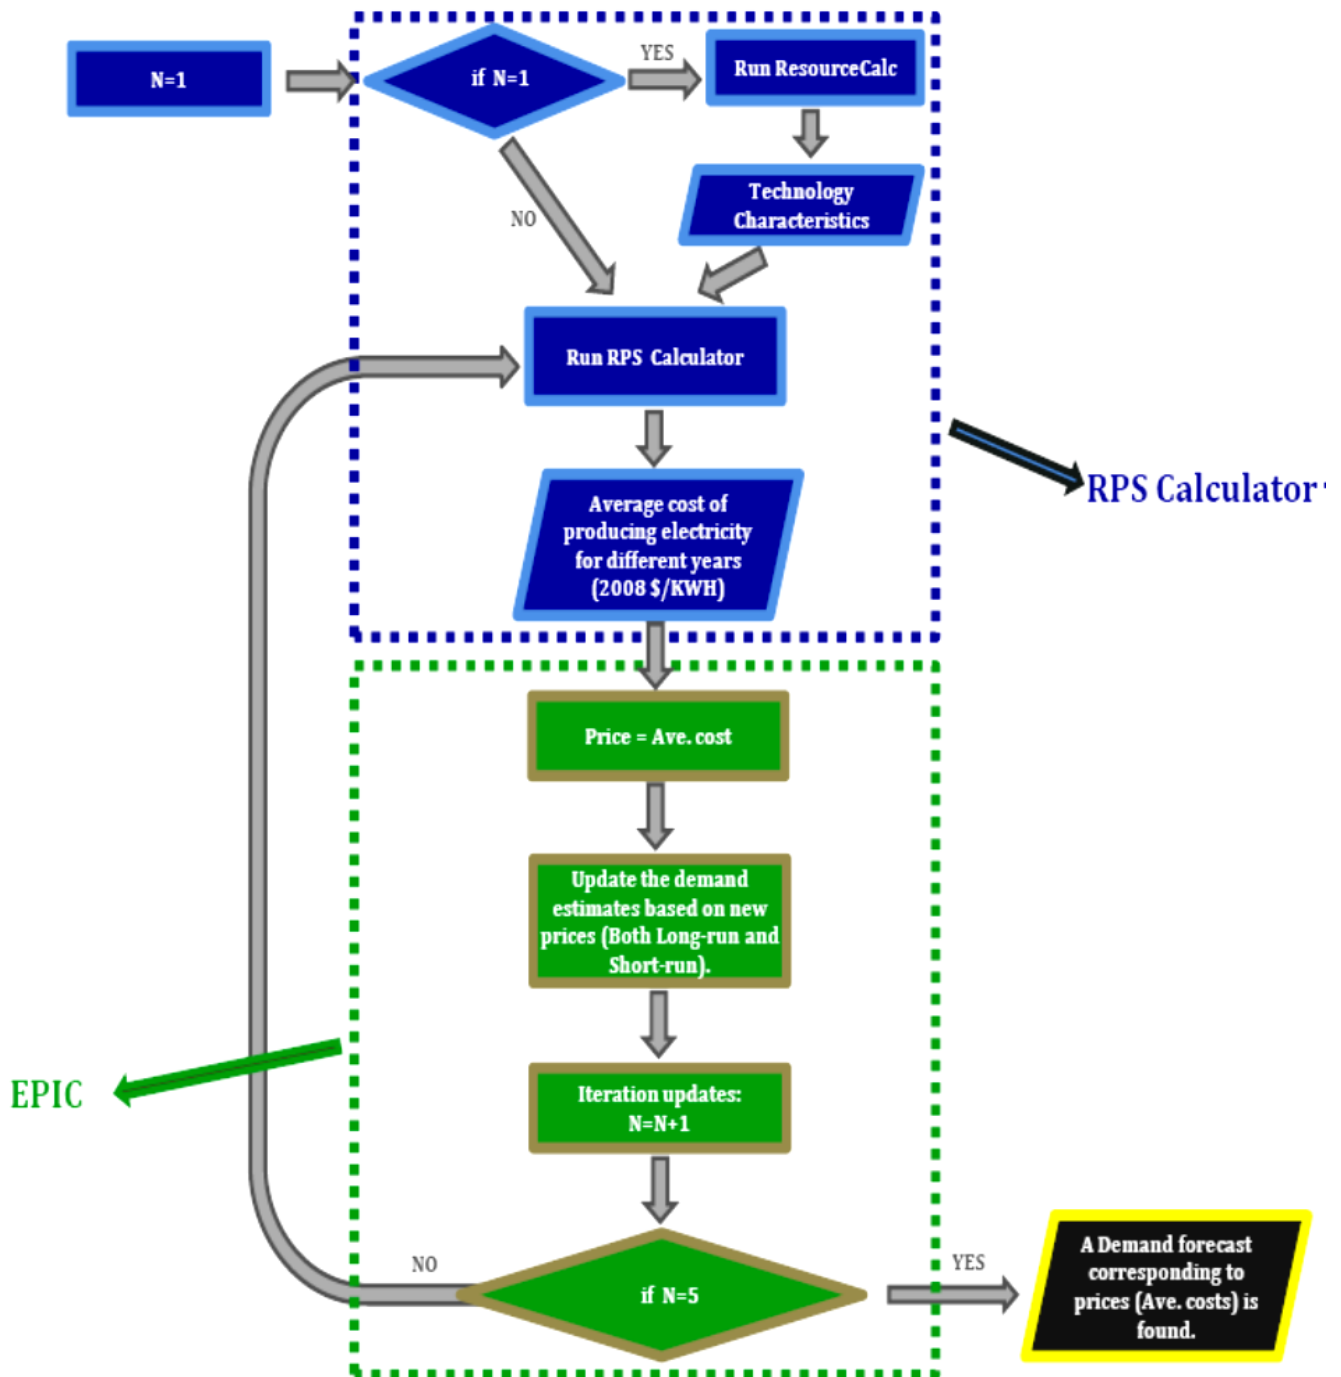 N=1
if N=1
YES
Run ResourceCalc
Technology
Characteristics
NO
Run RPS Calculator
Average cost of
producing electricity
for different years
(2008 $/KWH)
RPS Calculator
Price = Ave. cost
Update the demand
estimates based on new
prices (Both Long-run and
Short-run).
EPIC
Iteration updates:
N=N+1
if N=5
NO
YES
A Demand forecast
corresponding to
prices (Ave. costs) is
found.